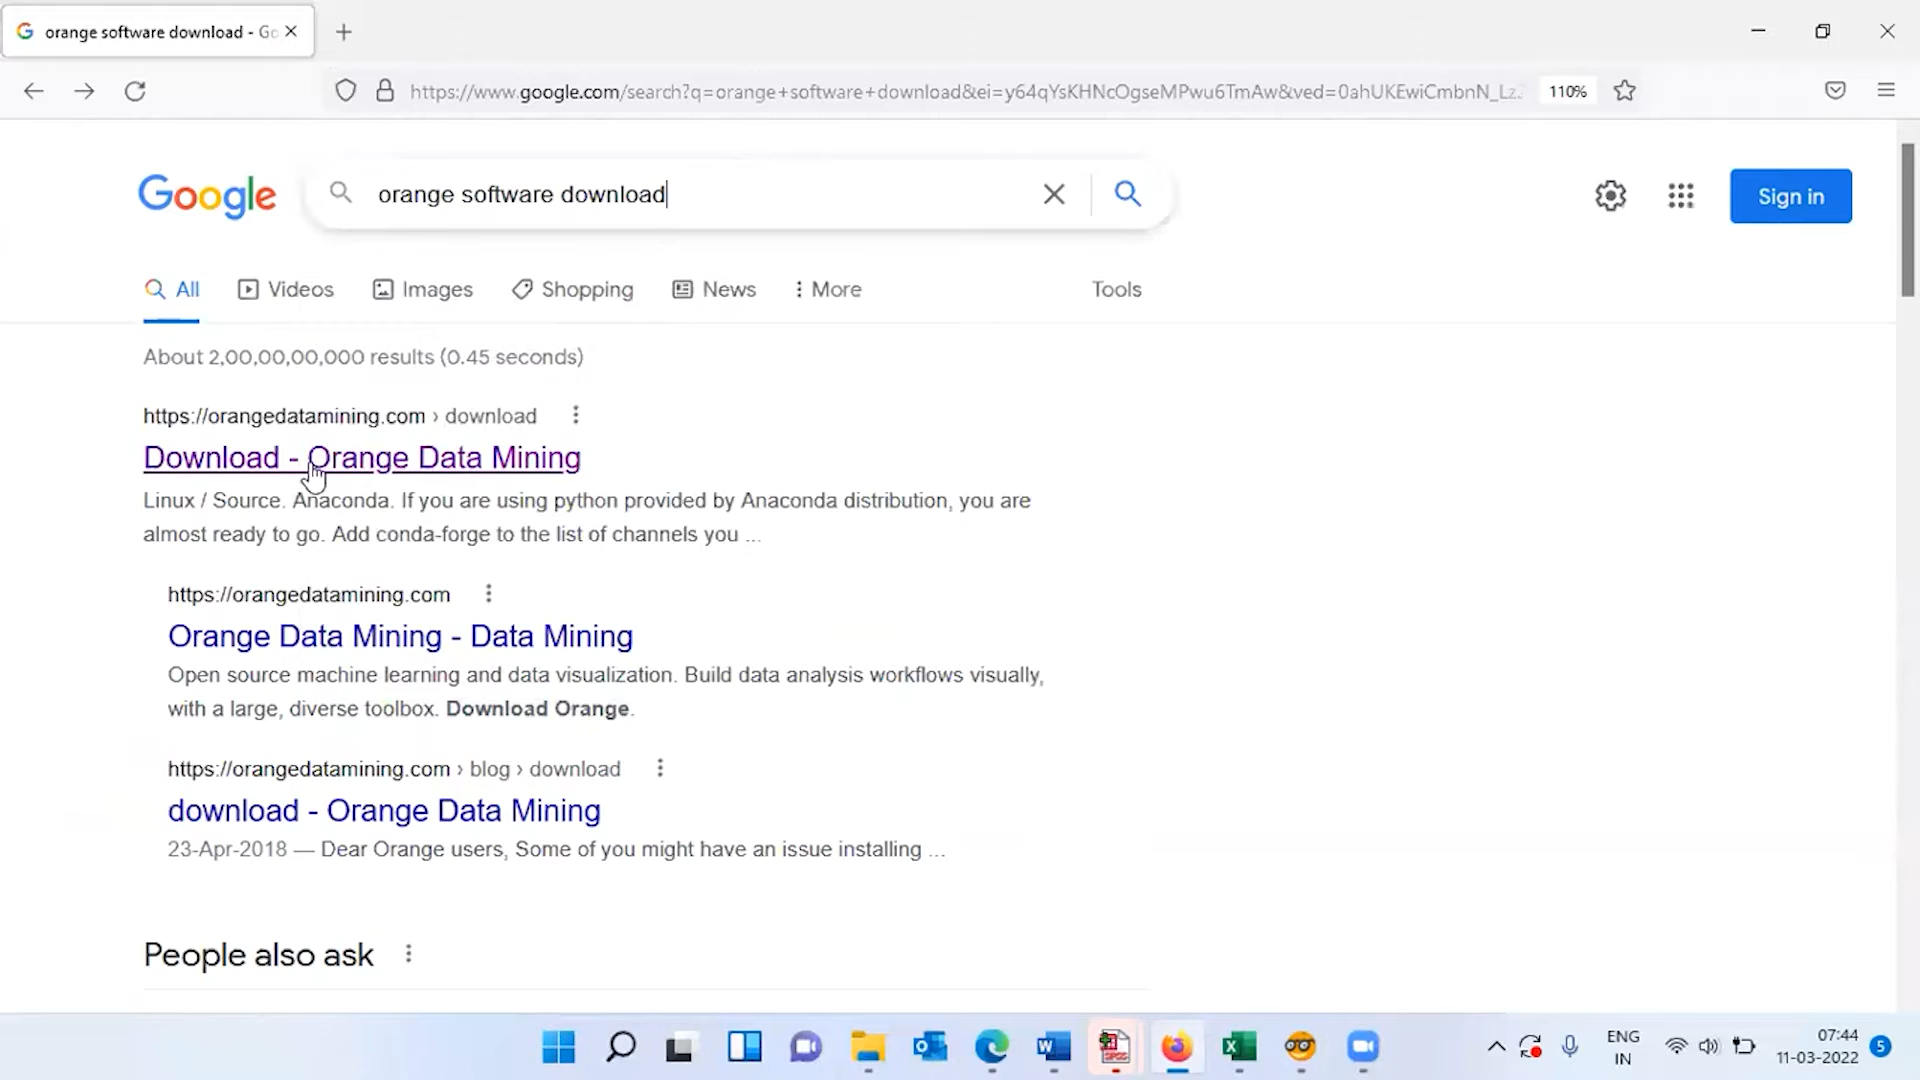 orange software download - Go
https://www.google.com/search?q=orange+software+download&ei=y64qYsKHNcOgseMPwu6TmAw&ved=0ahUKEwiCmbnN_Lz.
110%
Google
orange software download
Sign in
All
Videos
Images
Shopping
News
More
Tools
About 2,00,00,00,000 results (0.45 seconds)
https://orangedatamining.com › download
Download - Orange Data Mining
Linux / Source. Anaconda. If you are using python provided by Anaconda distribution, you are
almost ready to go. Add conda-forge to the list of channels you ...
https://orangedatamining.com
Orange Data Mining - Data Mining
Open source machine learning and data visualization. Build data analysis workflows visually,
with a large, diverse toolbox. Download Orange.
https://orangedatamining.com › blog › download
download - Orange Data Mining
23-Apr-2018 — Dear Orange users, Some of you might have an issue installing ...
People also ask
SPSS
ENG
IN
07:44
11-03-2022
5